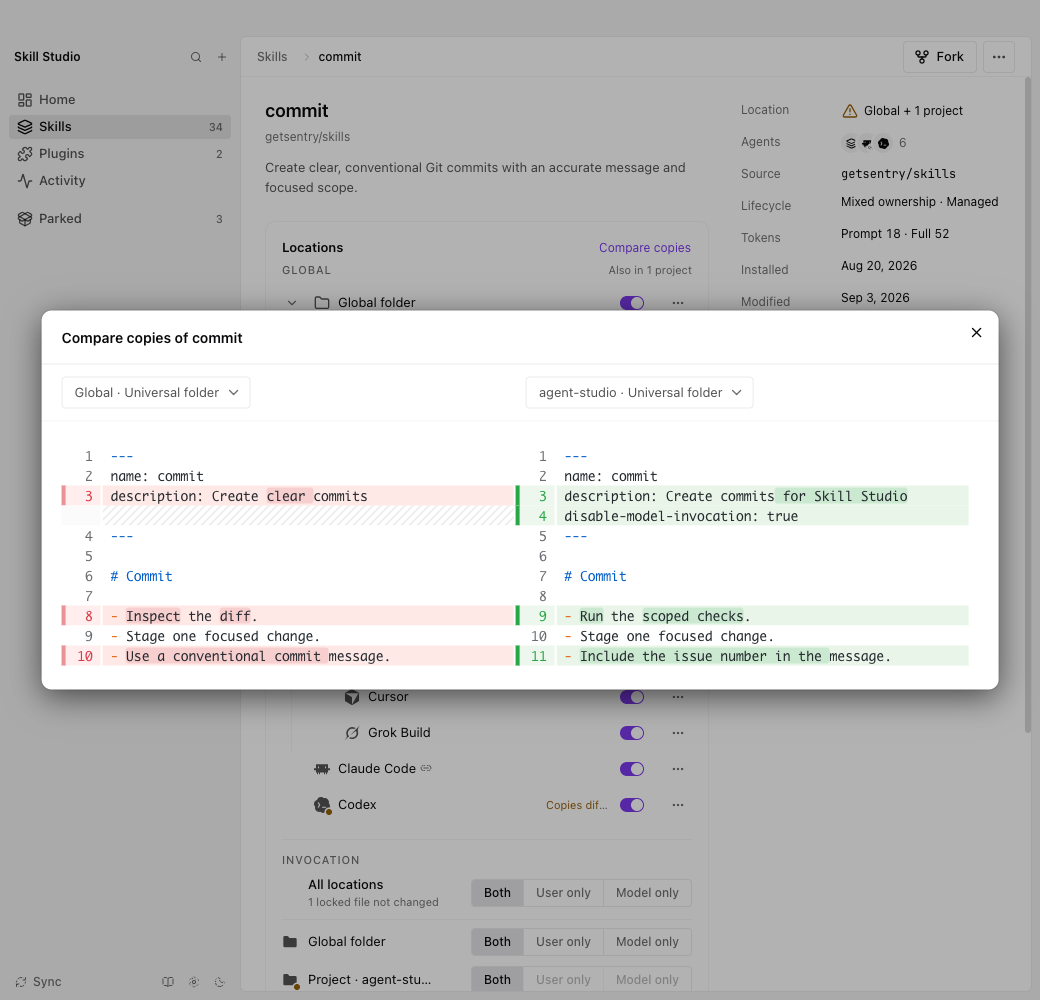 Skill Studio
Home
Skills 34
Plugins 2
Activity
Parked 3
Sync
Skills commit
Fork
commit
getsentry/skills
Create clear, conventional Git commits with an accurate message and
focused scope.
Location Global + 1 project
Agents 6
Source getsentry/skills
Lifecycle Mixed ownership · Managed
Tokens Prompt 18 · Full 52
Installed Aug 20, 2026
Modified Sep 3, 2026
Locations Compare copies
GLOBAL Also in 1 project
Global folder
Compare copies of commit
Global · Universal folder
1 ---
2 name: commit
3 description: Create clear commits
4 ---
5
6 # Commit
7
8 - Inspect the diff.
9 - Stage one focused change.
10 - Use a conventional commit message.
agent-studio · Universal folder
1 ---
2 name: commit
3 description: Create commits for Skill Studio
4 disable-model-invocation: true
5 ---
6
7 # Commit
8
9 - Run the scoped checks.
10 - Stage one focused change.
11 - Include the issue number in the message.
Cursor
Grok Build
Claude Code
Codex Copies dif...
INVOCATION
All locations
1 locked file not changed
Both User only Model only
Global folder Both User only Model only
Project · agent-stu... Both User only Model only